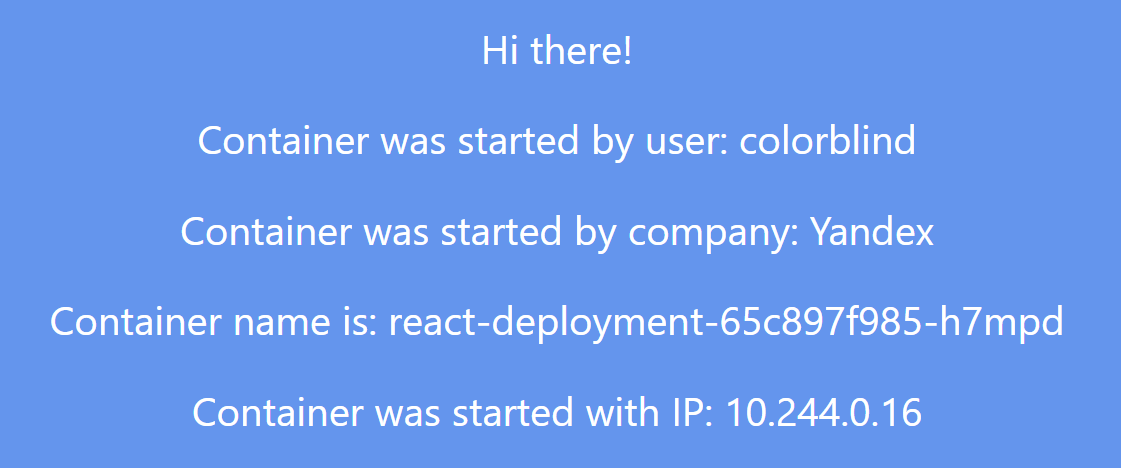 Hi there!
Container was started by user: colorblind
Container was started by company: Yandex
Container name is: react-deployment-65c897f985-h7mpd
Container was started with IP: 10.244.0.16